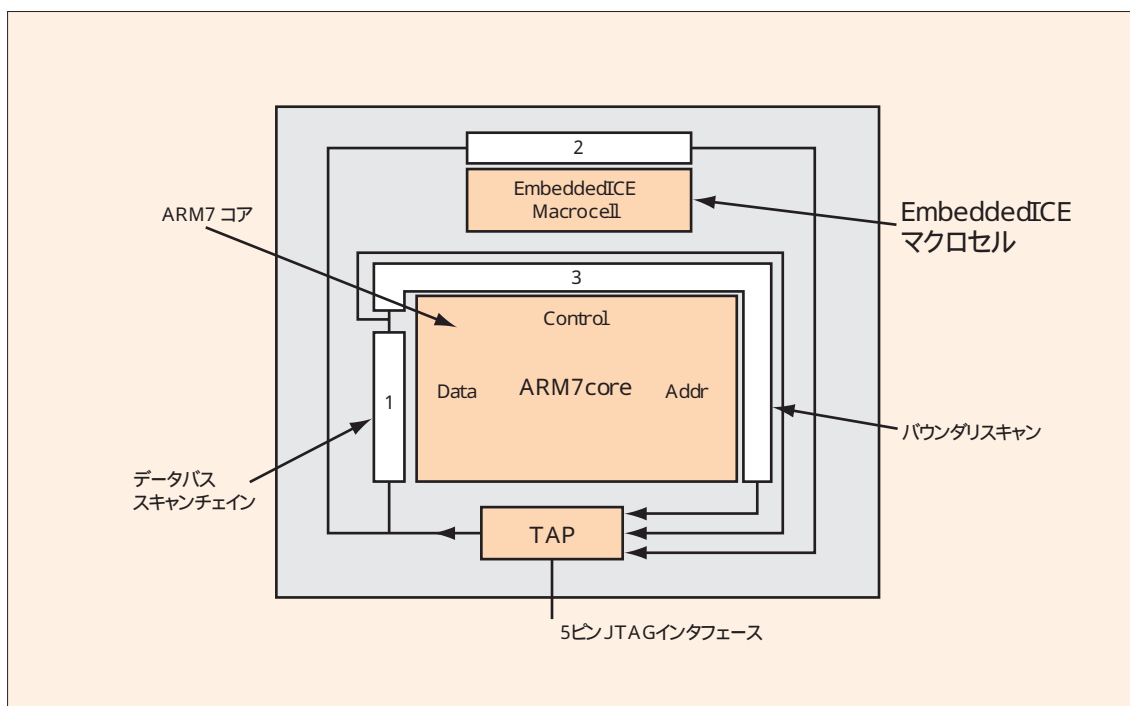 2
EmbeddedICE
Macrocell
ARM7 コア
EmbeddedICE
マクロセル
3
Control
Data
ARM7core
Addr
1
バウンダリスキャン
データバス
スキャンチェイン
TAP
5ピンJTAGインタフェース